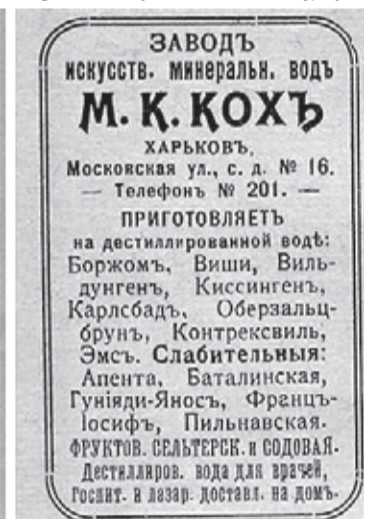 ЗАВОДЪ
ИСКУССТВ. МИНЕРАЛЬН. ВОДЪ
М. К. КОХЪ
ХАРЬКОВЪ,
Московская ул., с. д. № 16.
— Телефонъ № 201. —
ПРИГОТОВЛЯЕТЪ
на дестиллированной водѣ:
Боржомъ, Виши, Виль-
дунгенъ, Киссингенъ,
Карлсбадъ, Оберзальц-
брунъ, Контрексвиль,
Эмсъ. Слабительныя:
Апента, Баталинская,
Гуніяди-Яносъ, Францъ-
Іосифъ, Пильнавская.
ФРУКТОВ. СЕЛЬТЕРСК. и СОДОВАЯ.
Дестиллиров. вода для врачей,
госпит. и лазар. доставл. на домъ.